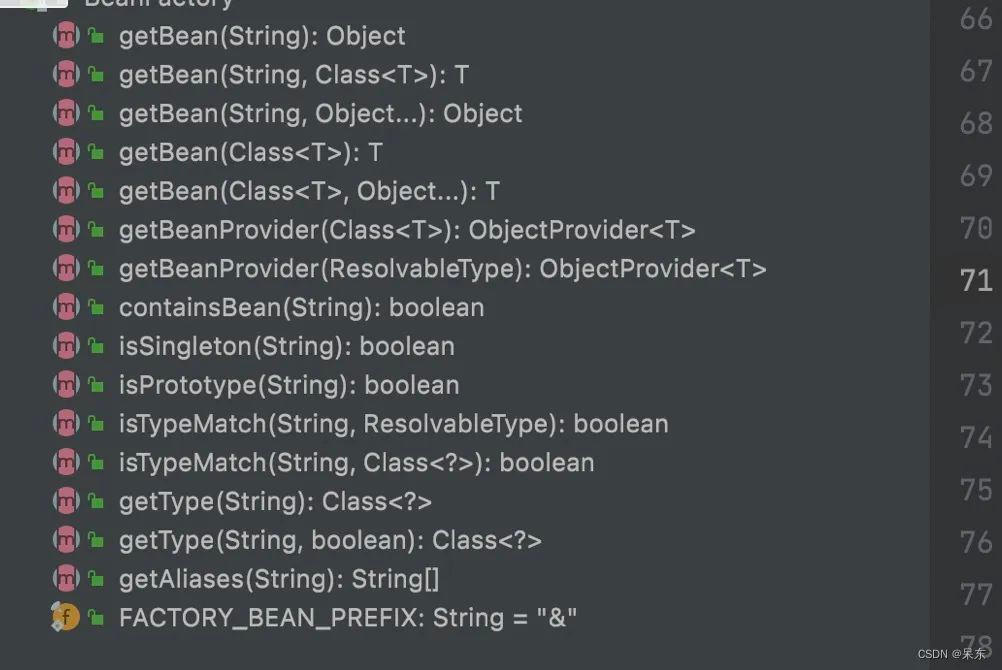 BeanFactory
getBean(String): Object
getBean(String, Class<T>): T
getBean(String, Object...): Object
getBean(Class<T>): T
getBean(Class<T>, Object...): T
getBeanProvider(Class<T>): ObjectProvider<T>
getBeanProvider(ResolvableType): ObjectProvider<T>
containsBean(String): boolean
isSingleton(String): boolean
isPrototype(String): boolean
isTypeMatch(String, ResolvableType): boolean
isTypeMatch(String, Class<?>): boolean
getType(String): Class<?>
getType(String, boolean): Class<?>
getAliases(String): String[]
FACTORY_BEAN_PREFIX: String = "&"
66
67
68
69
70
71
72
73
74
75
76
77
78
CSDN @呆东